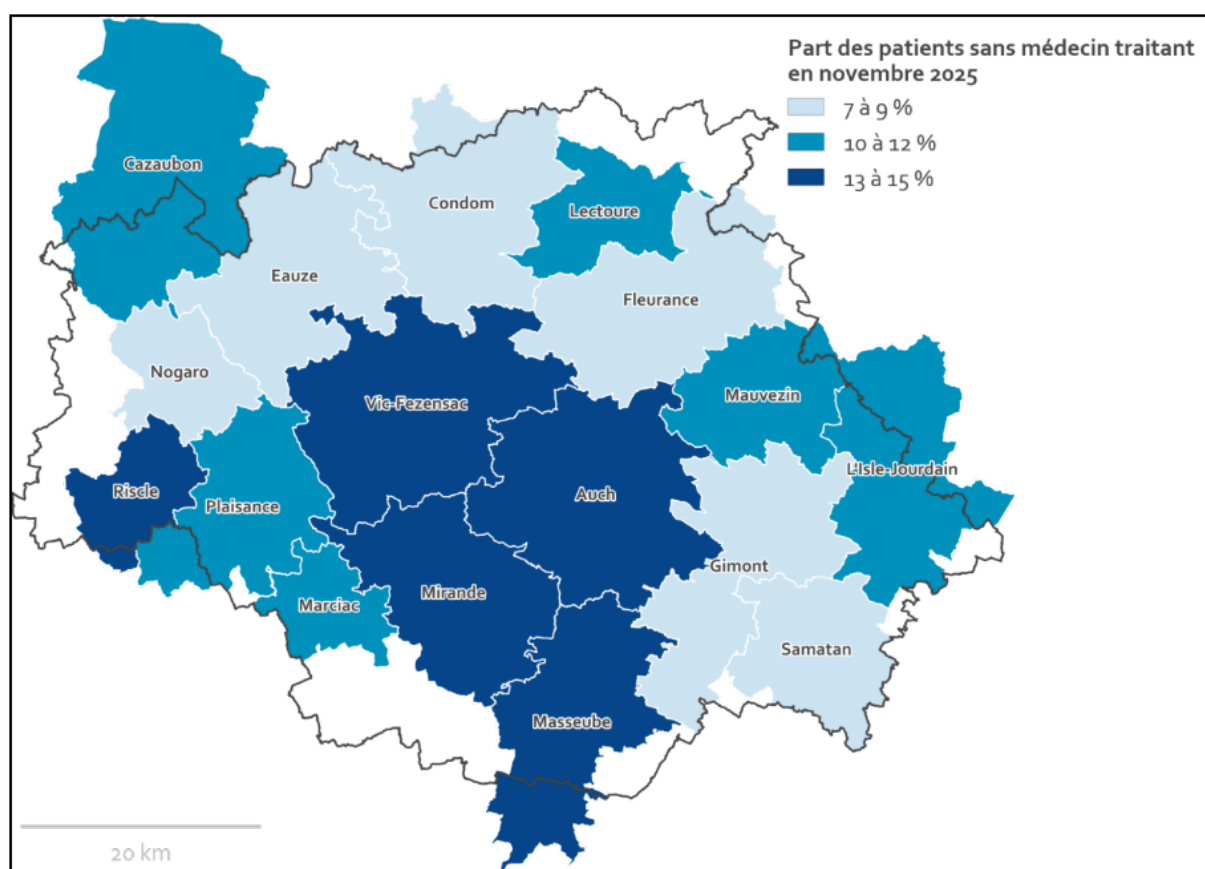 Part des patients sans médecin traitant
en novembre 2025
7 à 9 %
10 à 12 %
13 à 15 %
Cazaubon
Condom
Lectoure
Eauze
Fleurance
Nogaro
Mauvezin
Vic-Fezensac
L'Isle-Jourdain
Riscle
Auch
Plaisance
Gimont
Mirande
Marciac
Samatan
Masseube
20 km